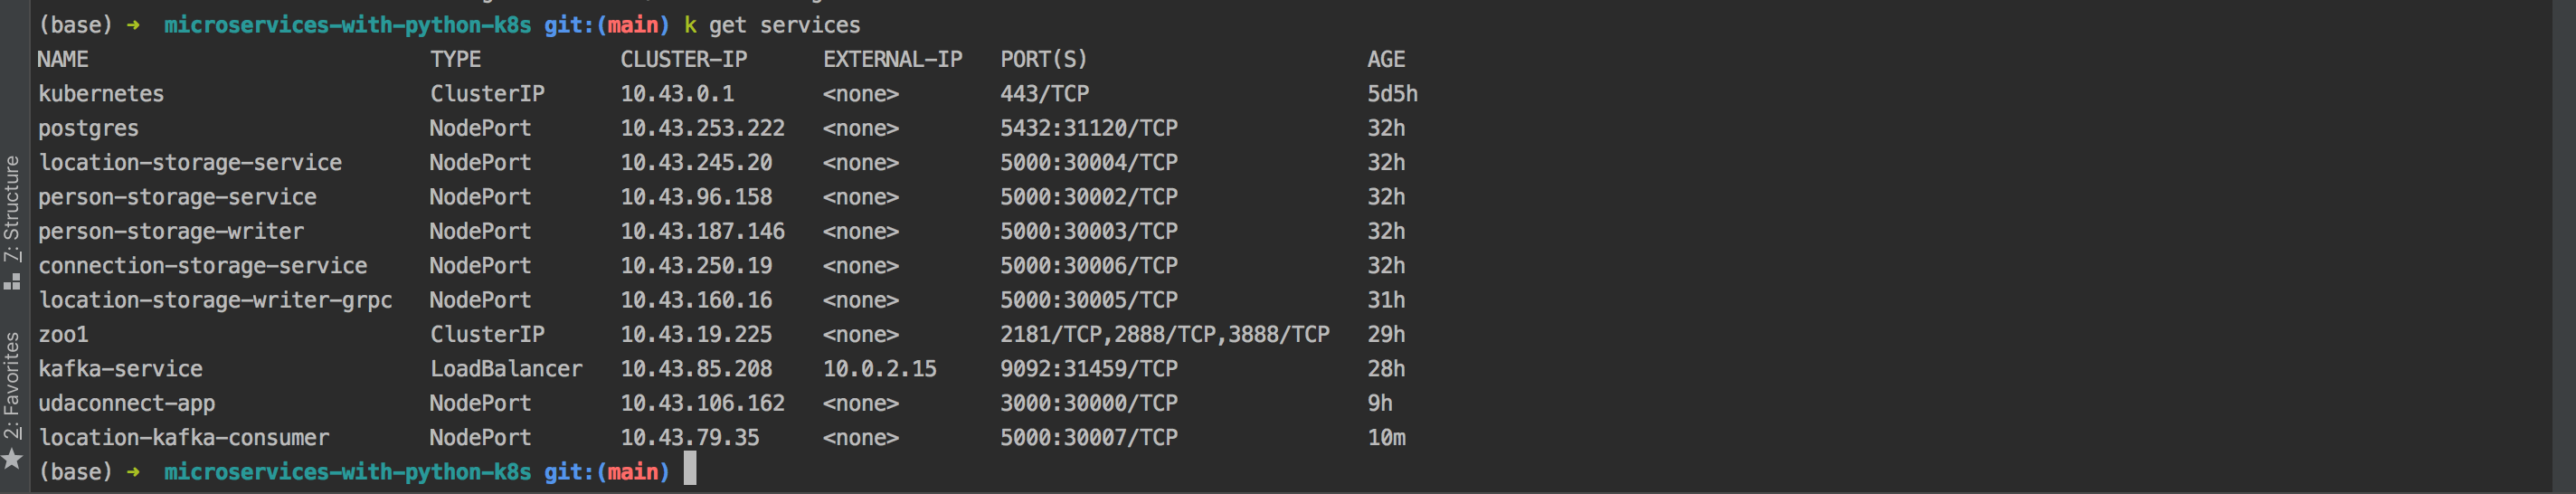 (base) ➜  microservices-with-python-k8s git:(main) k get services
NAME                           TYPE           CLUSTER-IP      EXTERNAL-IP   PORT(S)                      AGE
kubernetes                     ClusterIP      10.43.0.1       <none>        443/TCP                      5d5h
postgres                       NodePort       10.43.253.222   <none>        5432:31120/TCP               32h
location-storage-service       NodePort       10.43.245.20    <none>        5000:30004/TCP               32h
person-storage-service         NodePort       10.43.96.158    <none>        5000:30002/TCP               32h
person-storage-writer          NodePort       10.43.187.146   <none>        5000:30003/TCP               32h
connection-storage-service     NodePort       10.43.250.19    <none>        5000:30006/TCP               32h
location-storage-writer-grpc   NodePort       10.43.160.16    <none>        5000:30005/TCP               31h
zoo1                           ClusterIP      10.43.19.225    <none>        2181/TCP,2888/TCP,3888/TCP   29h
kafka-service                  LoadBalancer   10.43.85.208    10.0.2.15     9092:31459/TCP               28h
udaconnect-app                 NodePort       10.43.106.162   <none>        3000:30000/TCP               9h
location-kafka-consumer        NodePort       10.43.79.35     <none>        5000:30007/TCP               10m
(base) ➜  microservices-with-python-k8s git:(main)
7: Structure
2: Favorites